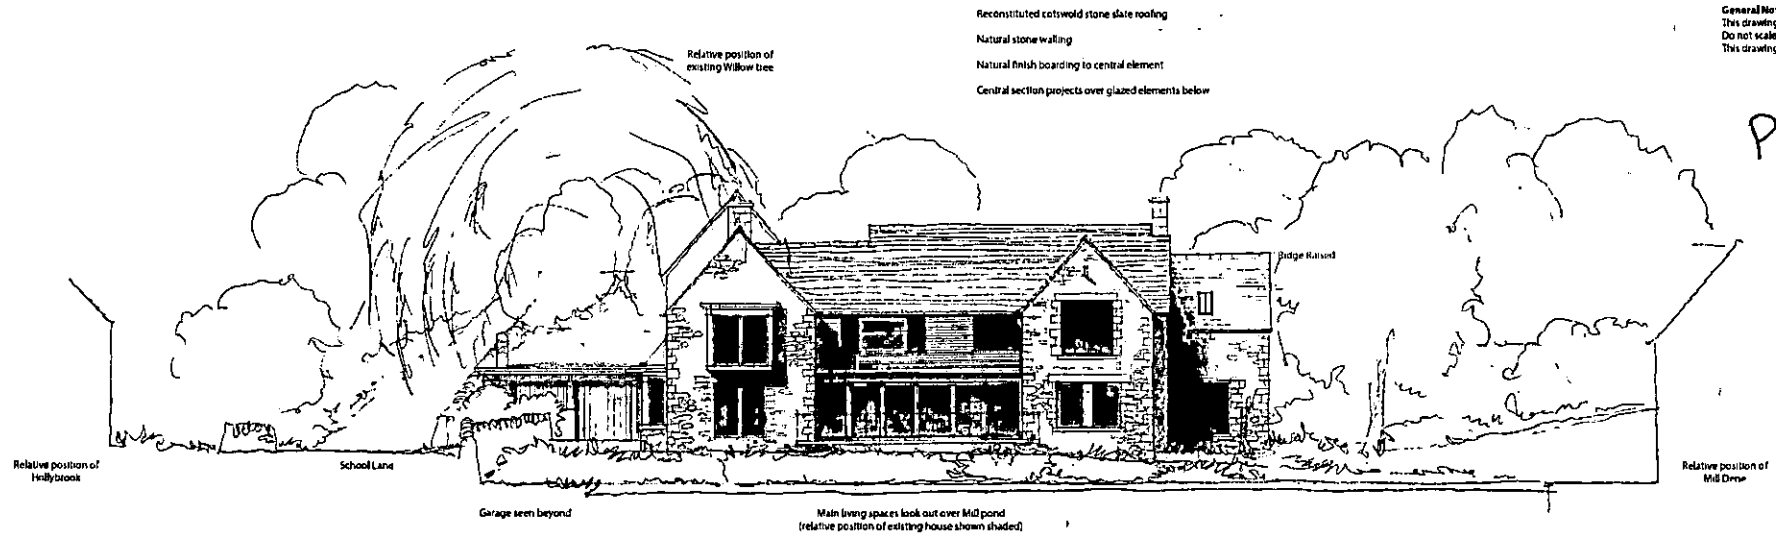 Reconstituted cotswold stone slate roofing
Natural stone walling
Natural finish boarding to central element
Central section projects over glazed elements below
General No
This drawing
Do not scale
This drawing
P
Relative position of
existing Willow tree
Ridge Raised
Relative position of
Hollybrook
School Lane
Relative position of
Mill Dene
Garage seen beyond
Main living spaces look out over Mill pond
(relative position of existing house shown shaded)